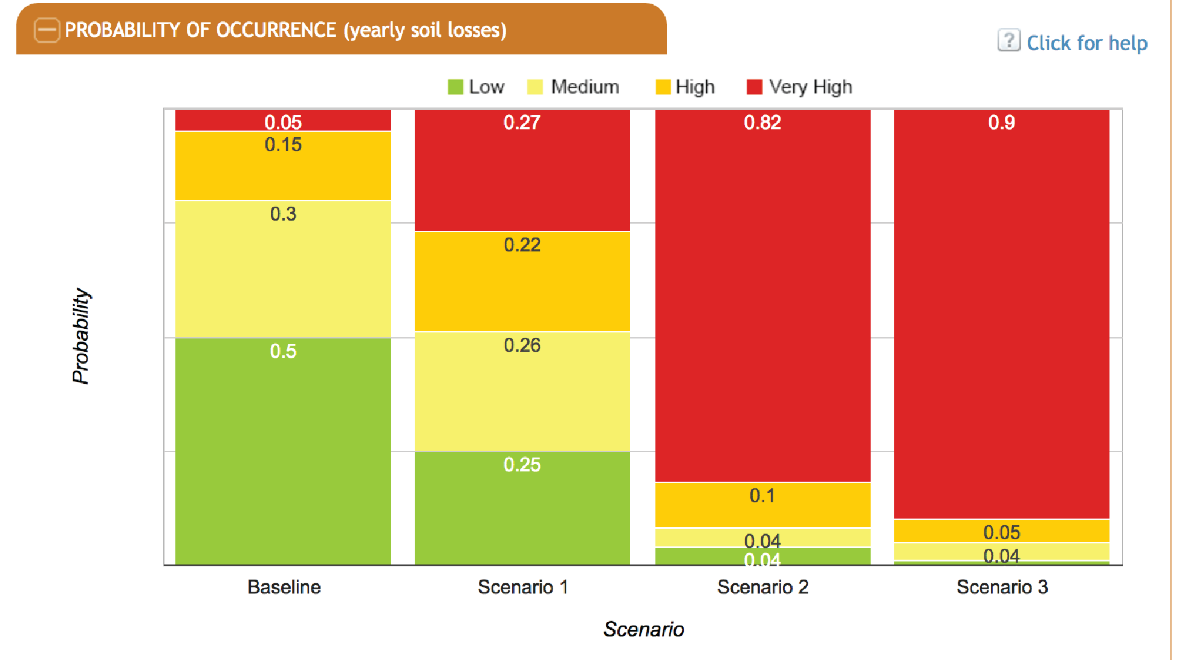 PROBABILITY OF OCCURRENCE (yearly soil losses)
? Click for help
Low Medium High Very High
0.05 0.27 0.82 0.9
0.15
0.3
0.22
0.5
0.26
0.25
0.1
0.05
0.04
0.04
0.04
Baseline Scenario 1 Scenario 2 Scenario 3
Probability
Scenario